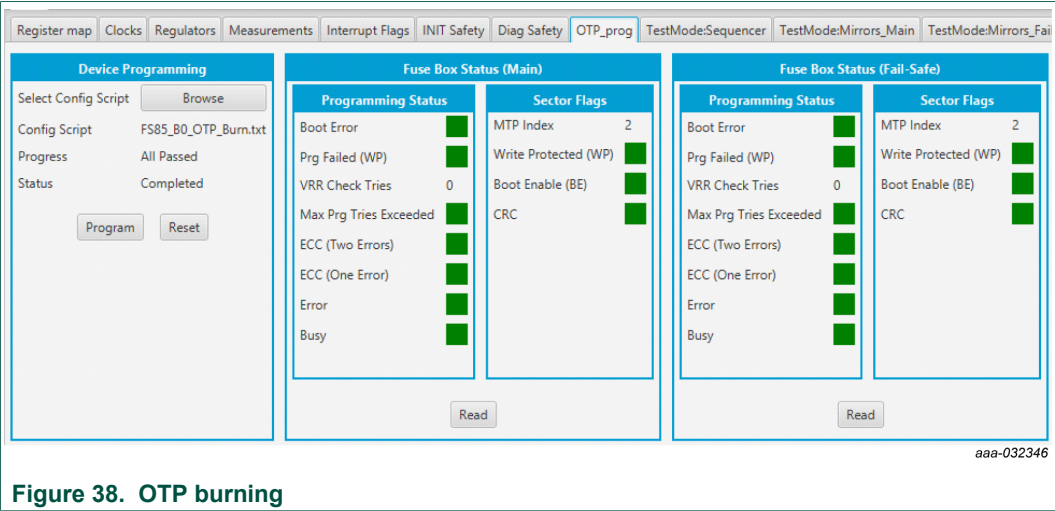 Register map Clocks Regulators Measurements Interrupt Flags INIT Safety Diag Safety OTP_prog TestMode:Sequencer TestMode:Mirrors_Main TestMode:Mirrors_Fai
Device Programming
Select Config Script Browse
Config Script FS85_B0_OTP_Burn.txt
Progress All Passed
Status Completed
Program Reset
Fuse Box Status (Main)
Programming Status
Boot Error
Prg Failed (WP)
VRR Check Tries 0
Max Prg Tries Exceeded
ECC (Two Errors)
ECC (One Error)
Error
Busy
Sector Flags
MTP Index 2
Write Protected (WP)
Boot Enable (BE)
CRC
Read
Fuse Box Status (Fail-Safe)
Programming Status
Boot Error
Prg Failed (WP)
VRR Check Tries 0
Max Prg Tries Exceeded
ECC (Two Errors)
ECC (One Error)
Error
Busy
Sector Flags
MTP Index 2
Write Protected (WP)
Boot Enable (BE)
CRC
Read
aaa-032346
Figure 38. OTP burning